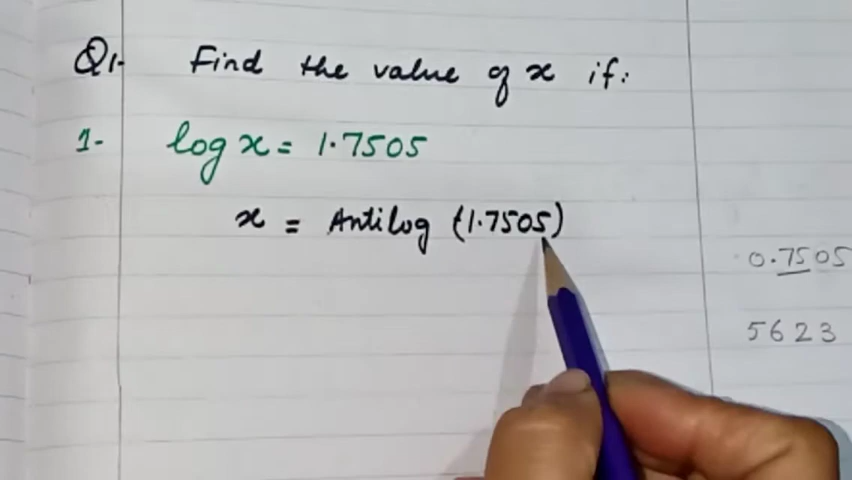 Q1- Find the value of x if:
1- log x = 1.7505
x = Antilog (1.7505)
0.7505
5623